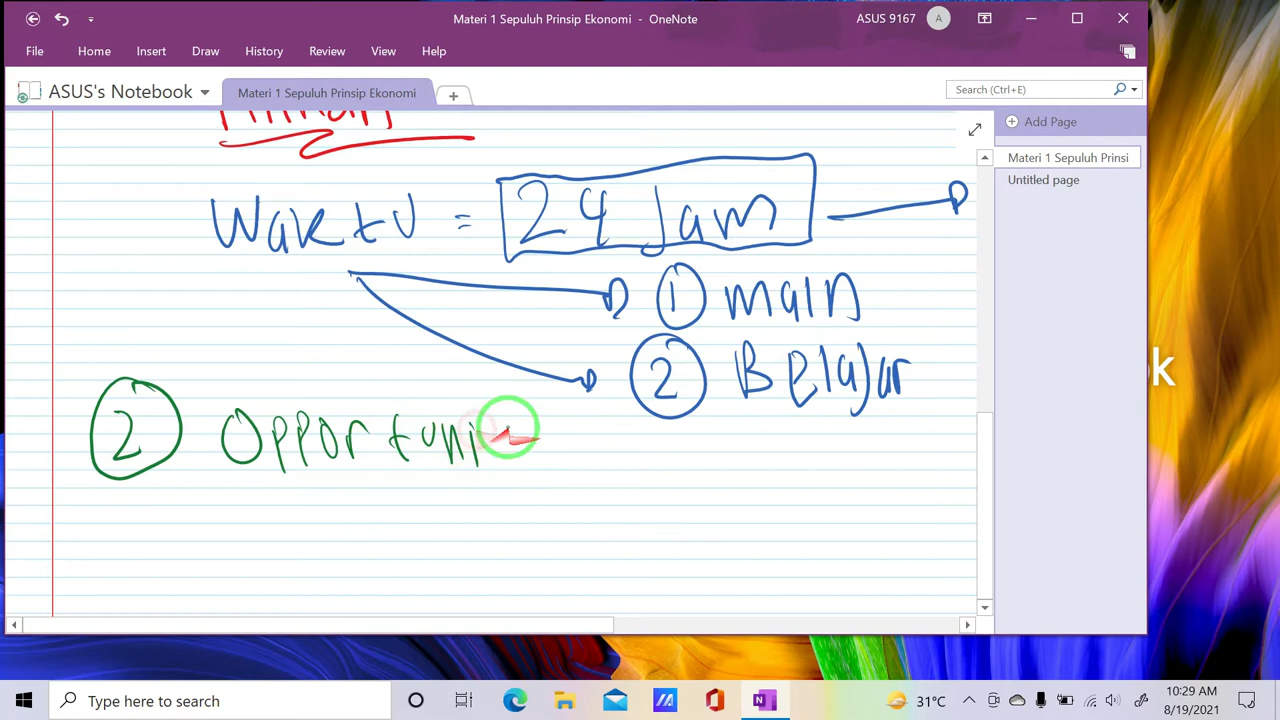 Materi 1 Sepuluh Prinsip Ekonomi - OneNote
ASUS 9167
A
File Home Insert Draw History Review View Help
ASUS's Notebook
Materi 1 Sepuluh Prinsip Ekonomi
Search (Ctrl+E)
Add Page
Materi 1 Sepuluh Prinsi
Untitled page
Waktu = 24 Jam
1 main
2 Belajar
2 Opportuni
ok
Type here to search
31°C
10:29 AM
8/19/2021